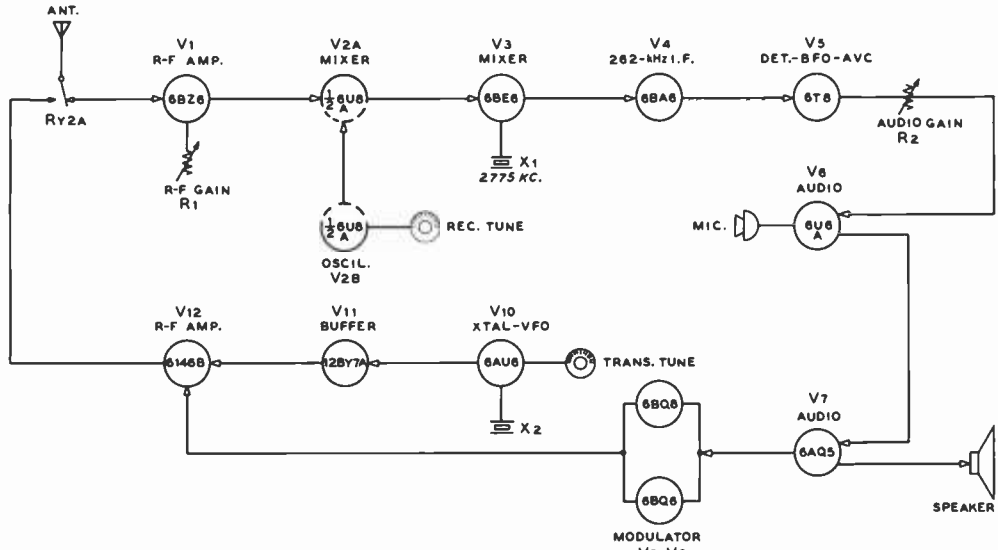 ANT.
V1
R-F AMP.
V2A
MIXER
V3
MIXER
V4
262-kHz I.F.
V5
DET.-BFO-AVC
6BZ6
1/2 6U8
A
6BE6
6BA6
6T8
RY2A
R-F GAIN
R1
X1
2775 KC.
AUDIO GAIN
R2
V6
AUDIO
MIC.
6U6
A
1/2 6U8
A
REC. TUNE
OSCIL.
V2B
V12
R-F AMP.
V11
BUFFER
V10
XTAL-VFO
6146B
12BY7A
6AU6
TRANS. TUNE
X2
6BQ6
V7
AUDIO
6AQ5
6BQ6
SPEAKER
MODULATOR